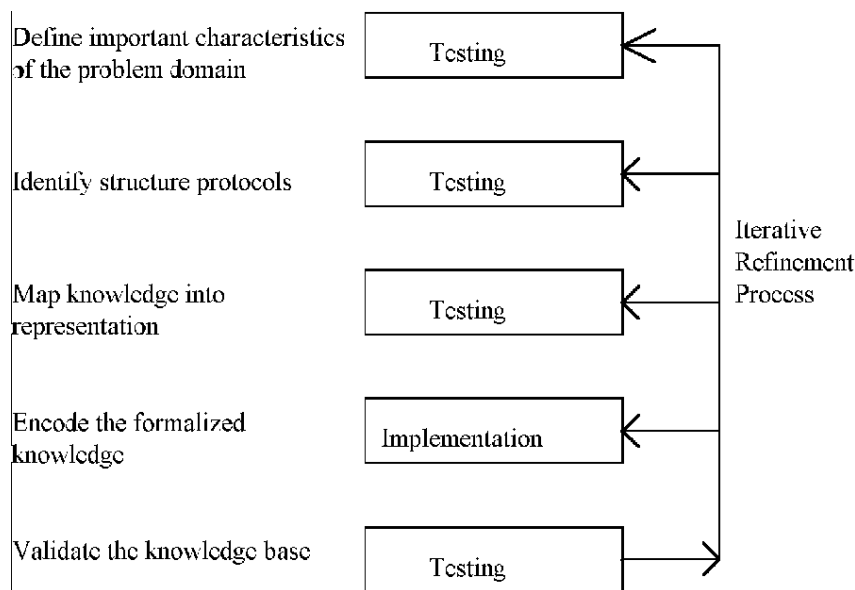 Define important characteristics
of the problem domain
Testing
Identify structure protocols
Testing
Iterative
Refinement
Process
Map knowledge into
representation
Testing
Encode the formalized
knowledge
Implementation
Validate the knowledge base
Testing